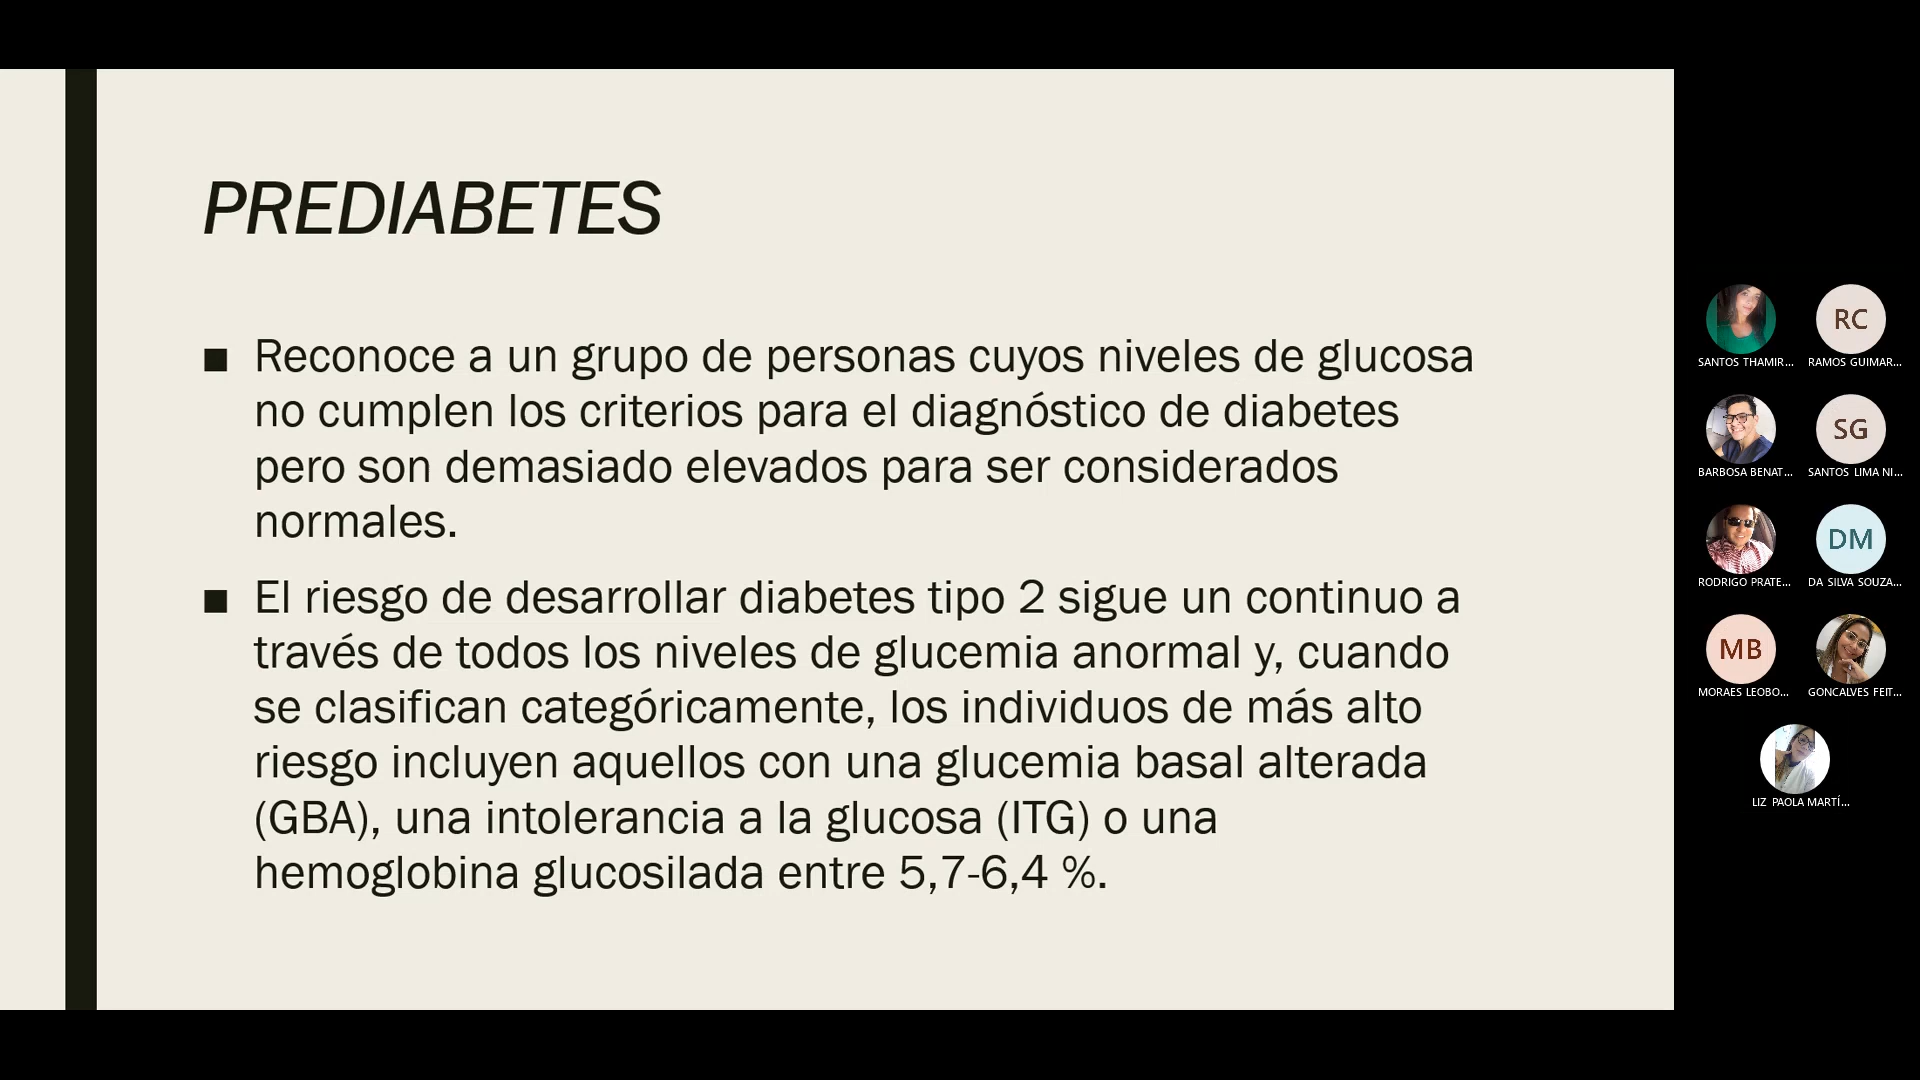 PREDIABETES
■ Reconoce a un grupo de personas cuyos niveles de glucosa
no cumplen los criterios para el diagnóstico de diabetes
pero son demasiado elevados para ser considerados
normales.
■ El riesgo de desarrollar diabetes tipo 2 sigue un continuo a
través de todos los niveles de glucemia anormal y, cuando
se clasifican categóricamente, los individuos de más alto
riesgo incluyen aquellos con una glucemia basal alterada
(GBA), una intolerancia a la glucosa (ITG) o una
hemoglobina glucosilada entre 5,7-6,4 %.
SANTOS THAMIR...
RC
RAMOS GUIMAR...
BARBOSA BENAT...
SG
SANTOS LIMA NI...
RODRIGO PRATE...
DM
DA SILVA SOUZA...
MB
MORAES LEOBO...
GONCALVES FEIT...
LIZ PAOLA MARTÍ...